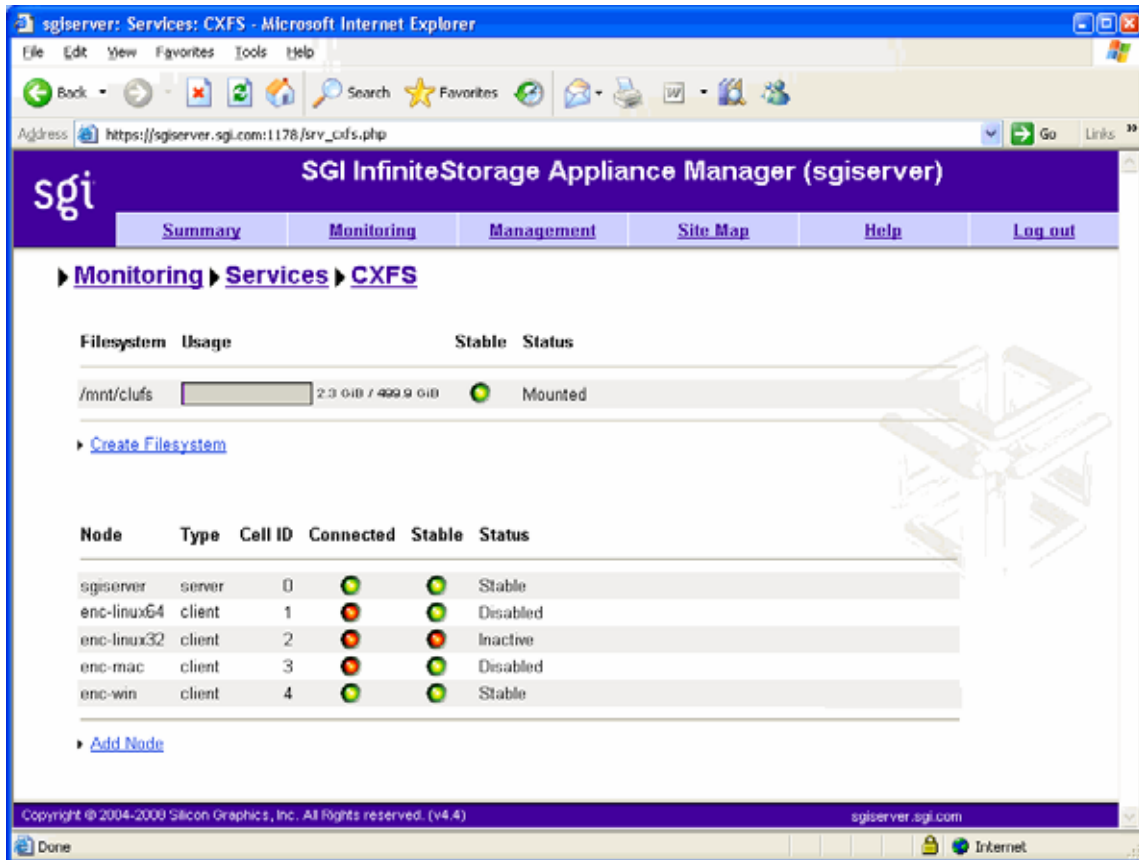 sgiserver: Services: CXFS - Microsoft Internet Explorer
File Edit View Favorites Tools Help
Back Search Favorites
Address https://sgiserver.sgi.com:1178/srv_cxfs.php Go Links »
sgi
SGI InfiniteStorage Appliance Manager (sgiserver)
Summary Monitoring Management Site Map Help Log out
Monitoring Services CXFS
Filesystem Usage Stable Status
/mnt/clufs 2.3 GiB / 499.9 GiB Mounted
Create Filesystem
Node Type Cell ID Connected Stable Status
sgiserver server 0 Stable
enc-linux64 client 1 Disabled
enc-linux32 client 2 Inactive
enc-mac client 3 Disabled
enc-win client 4 Stable
Add Node
Copyright © 2004-2008 Silicon Graphics, Inc. All Rights reserved. (v4.4) sgiserver.sgi.com
Done Internet